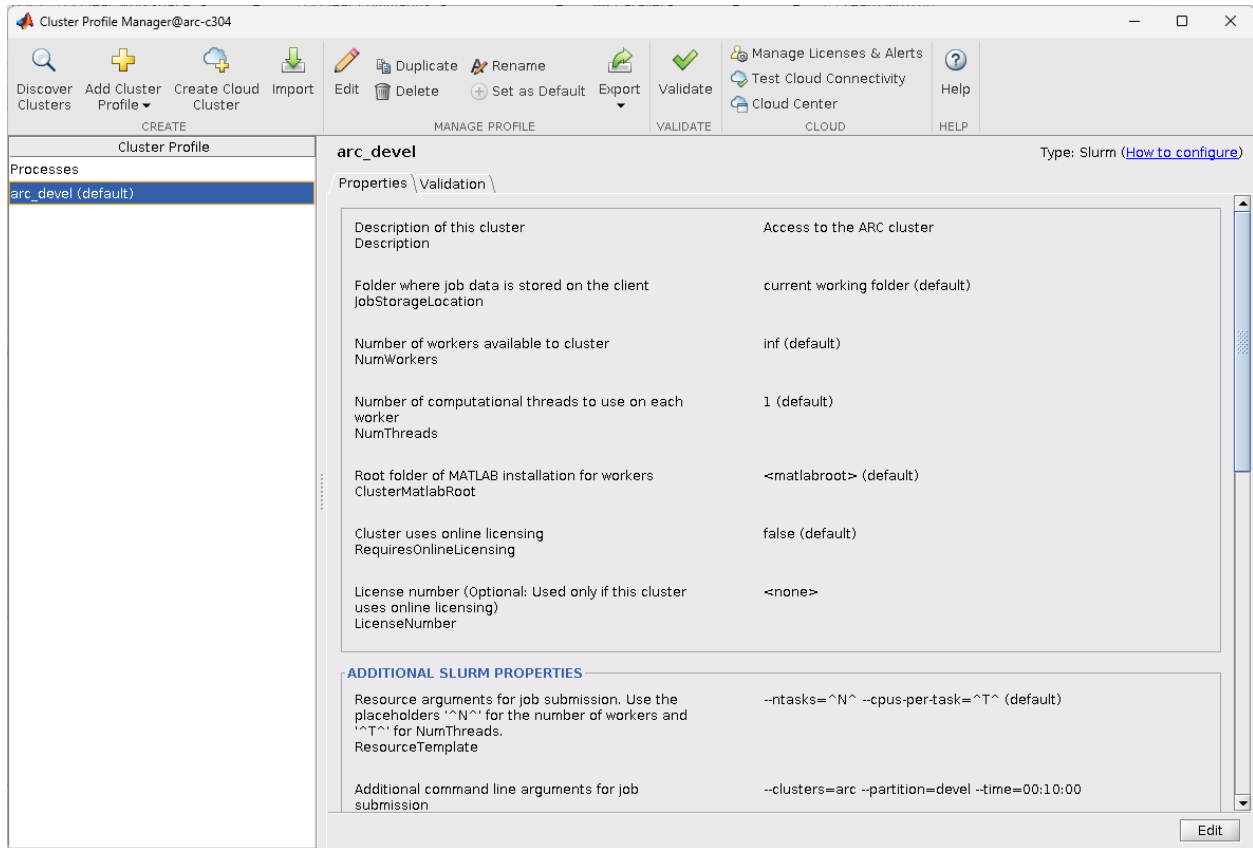 Cluster Profile Manager@arc-c304
Discover Clusters
Add Cluster Profile
Create Cloud Cluster
Import
CREATE
Edit
Duplicate
Delete
Rename
Set as Default
Export
MANAGE PROFILE
Validate
VALIDATE
Manage Licenses & Alerts
Test Cloud Connectivity
Cloud Center
CLOUD
Help
HELP
Cluster Profile
Processes
arc_devel (default)
arc_devel
Type: Slurm (How to configure)
Properties
Validation
Description of this cluster
Access to the ARC cluster
Description
Folder where job data is stored on the client
current working folder (default)
JobStorageLocation
Number of workers available to cluster
inf (default)
NumWorkers
Number of computational threads to use on each
1 (default)
worker
NumThreads
Root folder of MATLAB installation for workers
<matlabroot> (default)
ClusterMatlabRoot
Cluster uses online licensing
false (default)
RequiresOnlineLicensing
License number (Optional: Used only if this cluster
<none>
uses online licensing)
LicenseNumber
ADDITIONAL SLURM PROPERTIES
Resource arguments for job submission. Use the
--ntasks=^N^ --cpus-per-task=^T^ (default)
placeholders '^N^' for the number of workers and
'^T^' for NumThreads.
ResourceTemplate
Additional command line arguments for job
--clusters=arc --partition=devel --time=00:10:00
submission
Edit